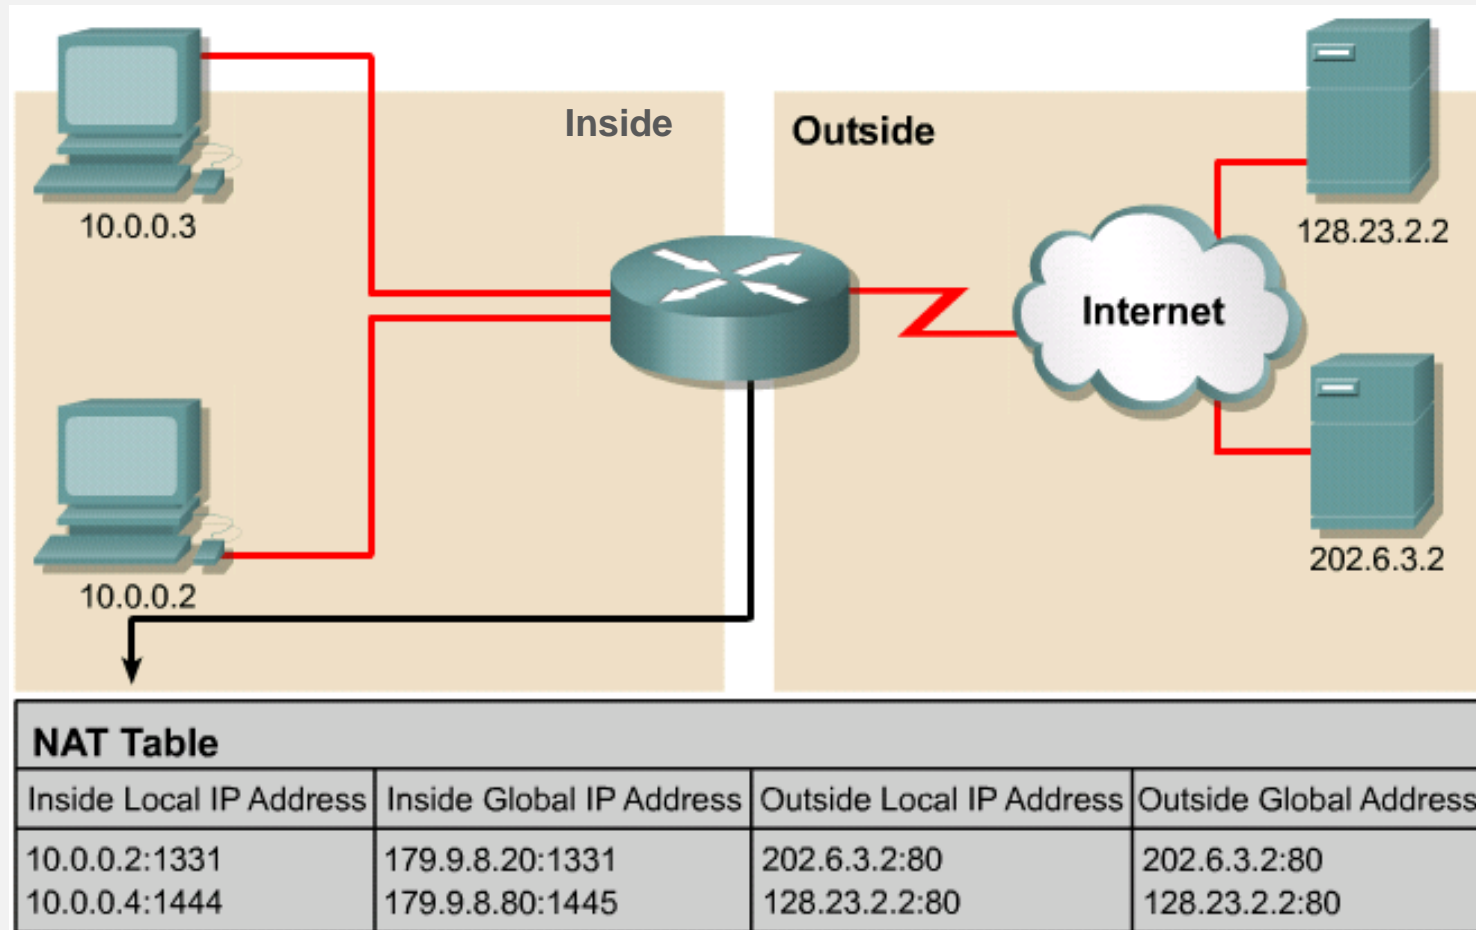 Inside
Outside
10.0.0.3
128.23.2.2
Internet
202.6.3.2
10.0.0.2
NAT Table
Inside Local IP Address Inside Global IP Address Outside Local IP Address Outside Global Address
10.0.0.2:1331 179.9.8.20:1331 202.6.3.2:80 202.6.3.2:80
10.0.0.4:1444 179.9.8.80:1445 128.23.2.2:80 128.23.2.2:80